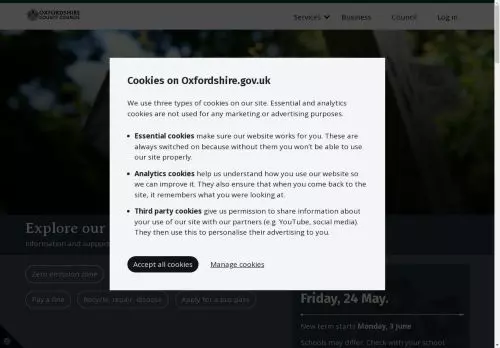 OXFORDSHIRE
COUNTY COUNCIL
Services Business Council Log in
Cookies on Oxfordshire.gov.uk
We use three types of cookies on our site. Essential and analytics
cookies are not used for any marketing or advertising purposes.
• Essential cookies make sure our website works for you. These are
always switched on because without them you won't be able to use
our site properly.
• Analytics cookies help us understand how you use our website so
we can improve it. They also ensure that when you come back to the
site, it remembers what you were looking at.
• Third party cookies give us permission to share information about
your use of our site with our partners (e.g. YouTube, social media).
They then use this to personalise their advertising to you.
Accept all cookies Manage cookies
Explore our
Information and support
Zero emission zone
Pay a fine Recycle, repair, dispose Apply for a bus pass
Friday, 24 May.
New term starts Monday, 3 June
Schools may differ. Check with your school